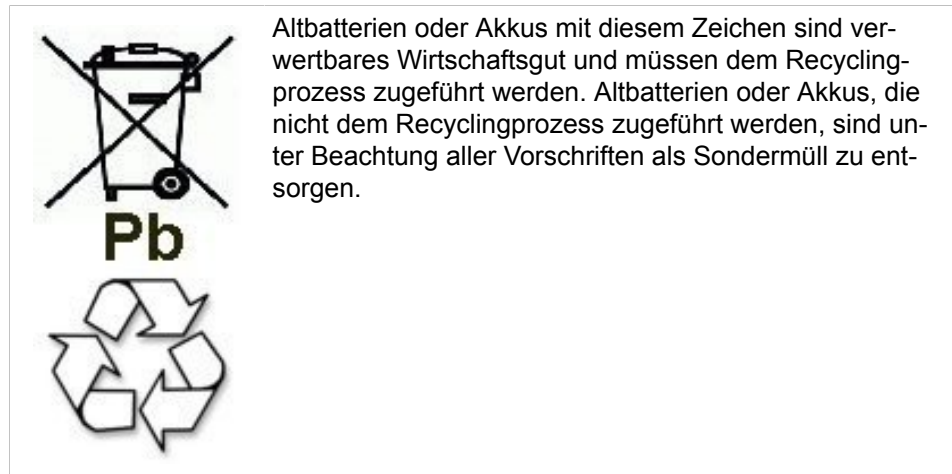 Altbatterien oder Akkus mit diesem Zeichen sind ver-
wertbares Wirtschaftsgut und müssen dem Recycling-
prozess zugeführt werden. Altbatterien oder Akkus, die
nicht dem Recyclingprozess zugeführt werden, sind un-
ter Beachtung aller Vorschriften als Sondermüll zu ent-
sorgen.
Pb